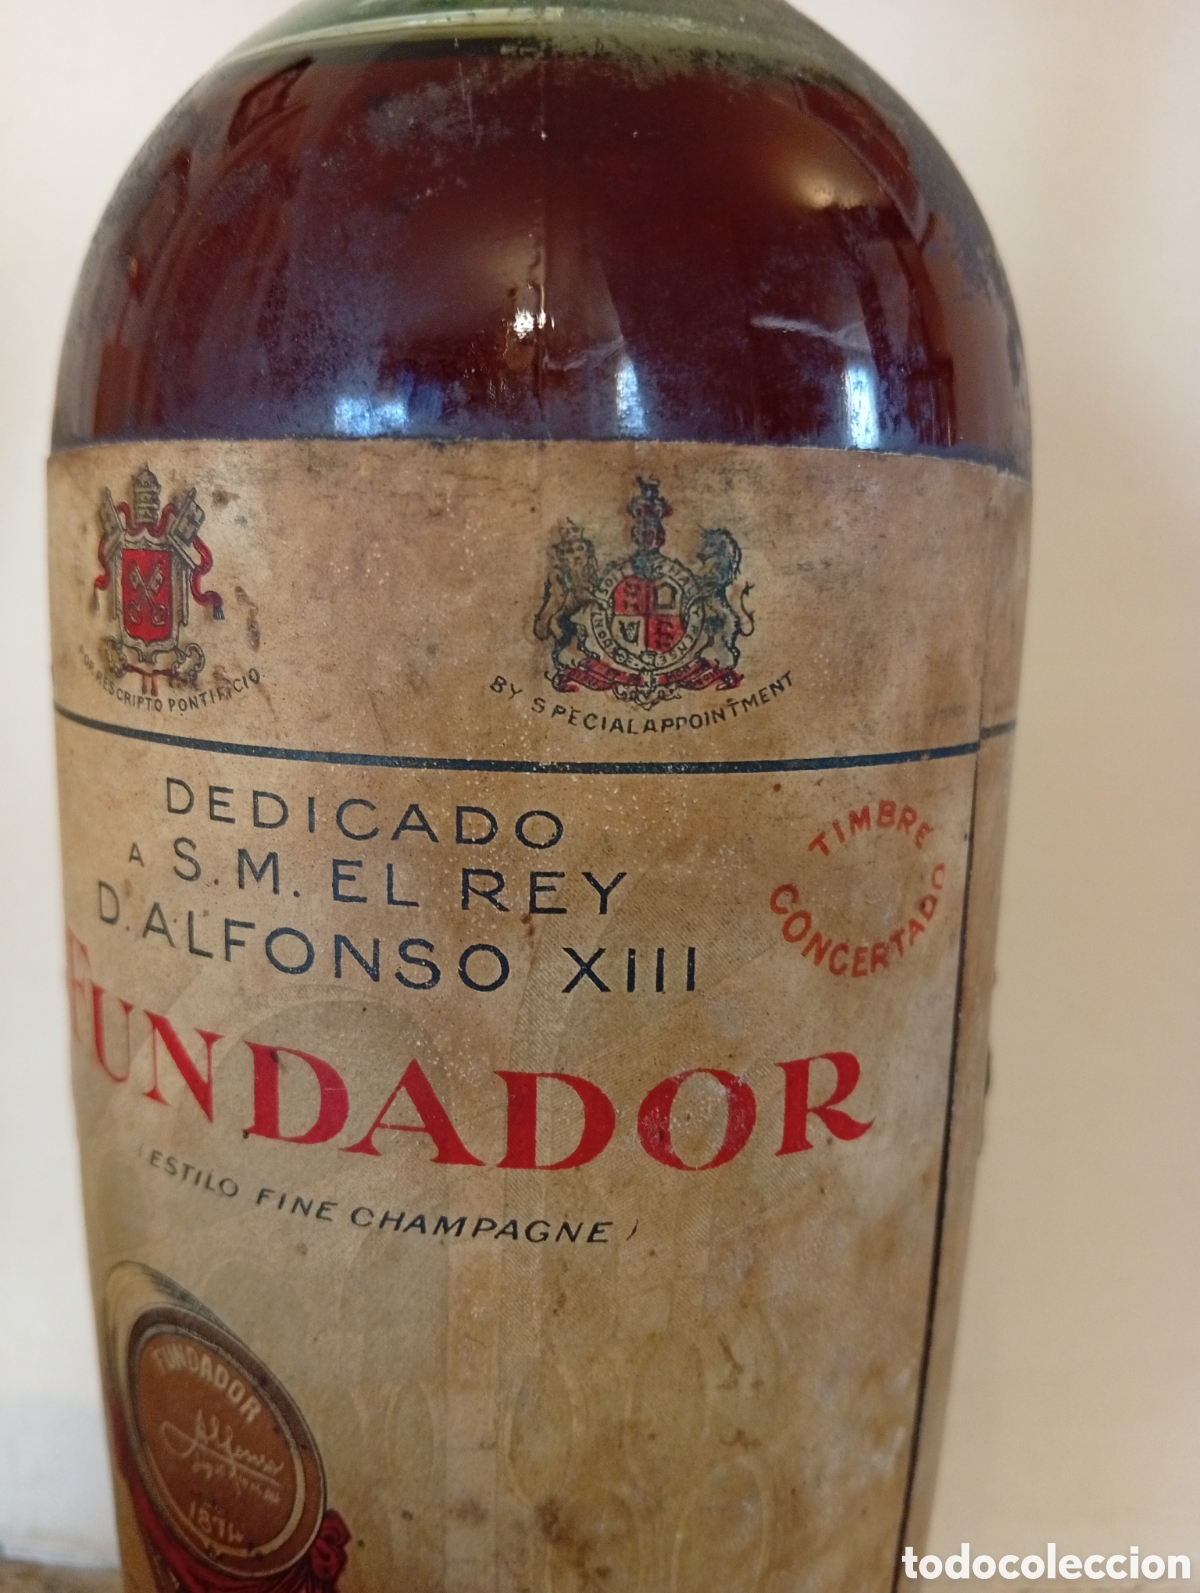 POR RESCRIPTO PONTIFICIO.
BY SPECIAL APPOINTMENT
DEDICADO
A S.M. EL REY
D. ALFONSO XIII
TIMBRE
CONCERTADO
FUNDADOR
(ESTILO FINE CHAMPAGNE)
FUNDADOR
1874
todocoleccion